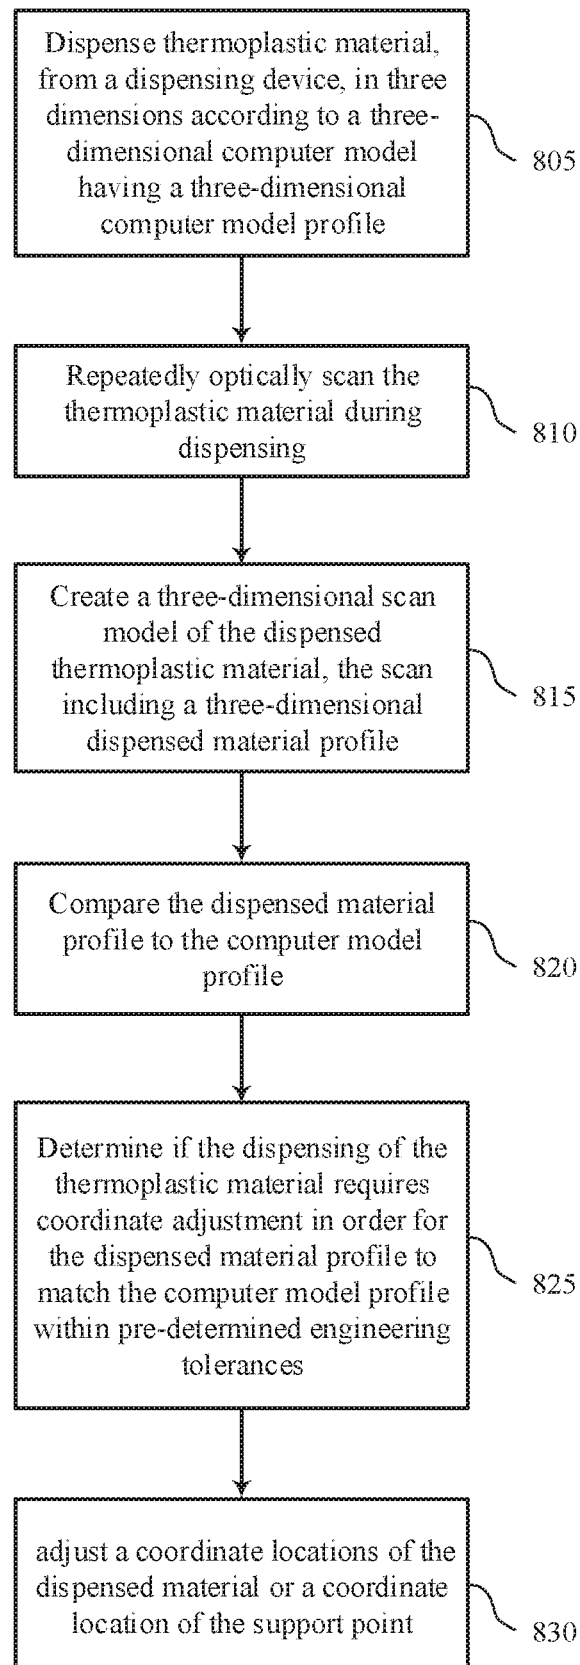 Dispense thermoplastic material,
from a dispensing device, in three
dimensions according to a three-
dimensional computer model
having a three-dimensional
computer model profile
805
Repeatedly optically scan the
thermoplastic material during
dispensing
810
Create a three-dimensional scan
model of the dispensed
thermoplastic material, the scan
including a three-dimensional
dispensed material profile
815
Compare the dispensed material
profile to the computer model
profile
820
Determine if the dispensing of the
thermoplastic material requires
coordinate adjustment in order for
the dispensed material profile to
match the computer model profile
within pre-determined engineering
tolerances
825
adjust a coordinate locations of the
dispensed material or a coordinate
location of the support point
830